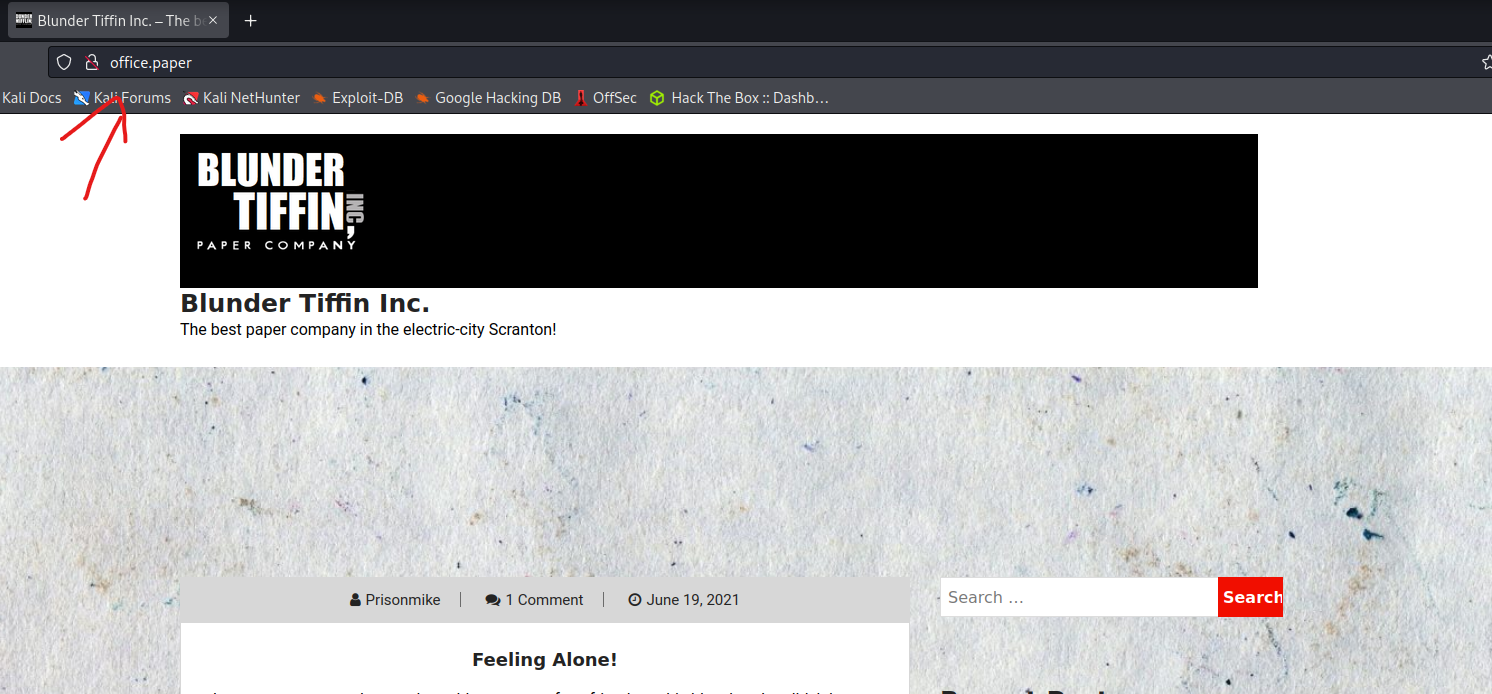 Blunder Tiffin Inc. – The b
office.paper
Kali Docs Kali Forums Kali NetHunter Exploit-DB Google Hacking DB OffSec Hack The Box :: Dashb…
BLUNDER
TIFFIN, INC
PAPER COMPANY
Blunder Tiffin Inc.
The best paper company in the electric-city Scranton!
Prisonmike 1 Comment June 19, 2021
Search …
Search
Feeling Alone!